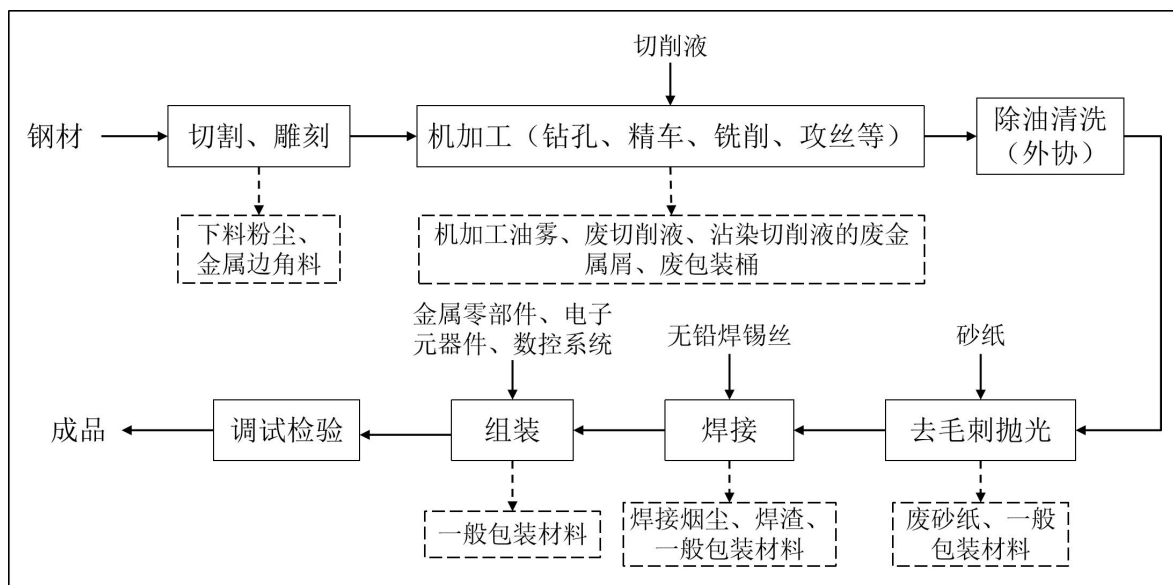 切削液
钢材
切割、雕刻
机加工（钻孔、精车、铣削、攻丝等）
除油清洗
（外协）
下料粉尘、
金属边角料
机加工油雾、废切削液、沾染切削液的废金
属屑、废包装桶
金属零部件、电子
元器件、数控系统
无铅焊锡丝
砂纸
成品
调试检验
组装
焊接
去毛刺抛光
一般包装材料
焊接烟尘、焊渣、
一般包装材料
废砂纸、一般
包装材料